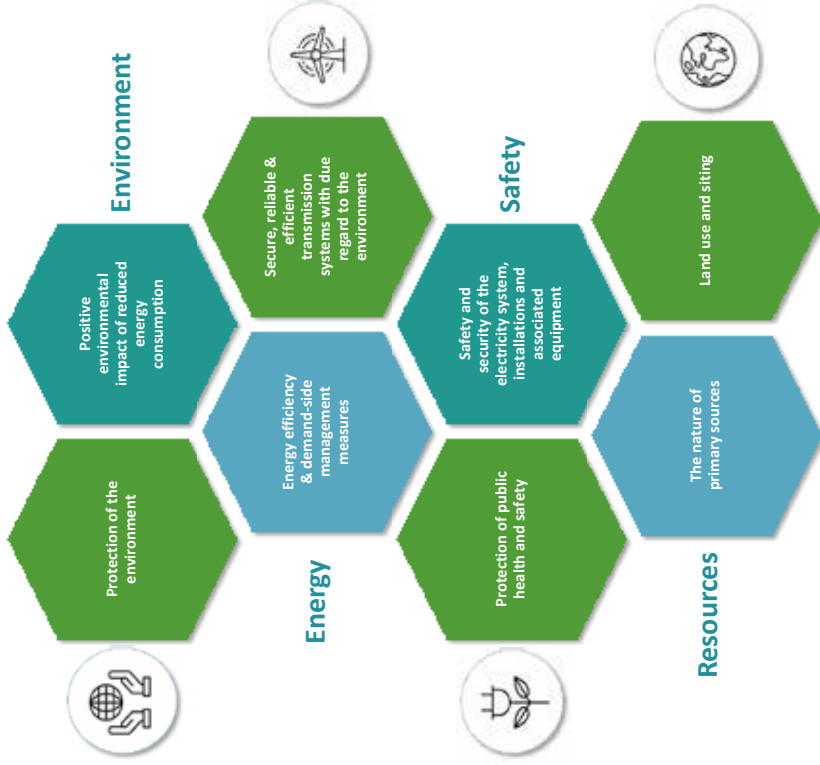 Protection of the
environment
Positive
environmental
impact of reduced
energy
consumption
Environment
Energy
Energy efficiency
& demand-side
management
measures
Secure, reliable &
efficient
transmission
systems with due
regard to the
environment
Protection of public
health and safety
Safety and
security of the
electricity system,
installations and
associated
equipment
Safety
Resources
The nature of
primary sources
Land use and siting